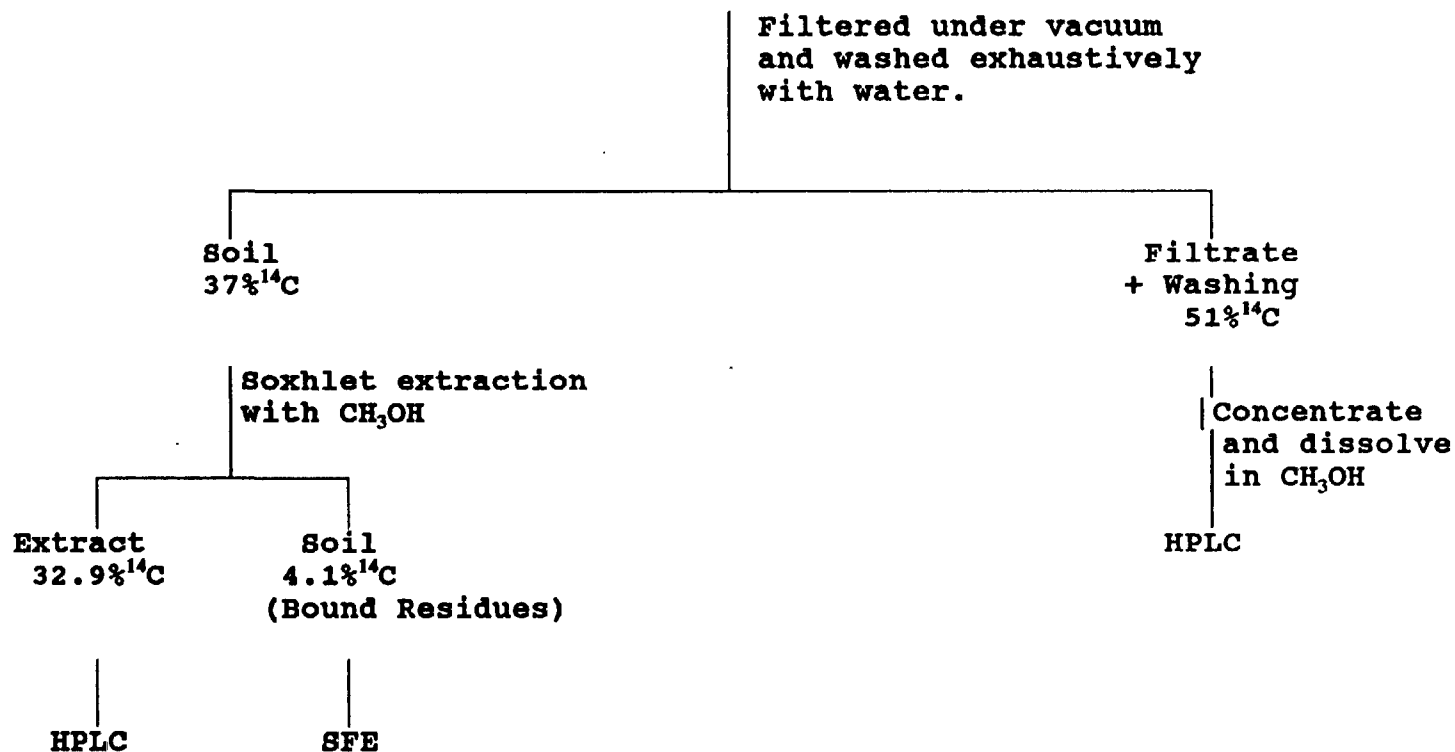 Filtered under vacuum
and washed exhaustively
with water.
Soil
37%¹⁴C
Filtrate
+ Washing
51%¹⁴C
Soxhlet extraction
with CH₃OH
Concentrate
and dissolve
in CH₃OH
Extract
32.9%¹⁴C
Soil
4.1%¹⁴C
(Bound Residues)
HPLC
HPLC
SFE